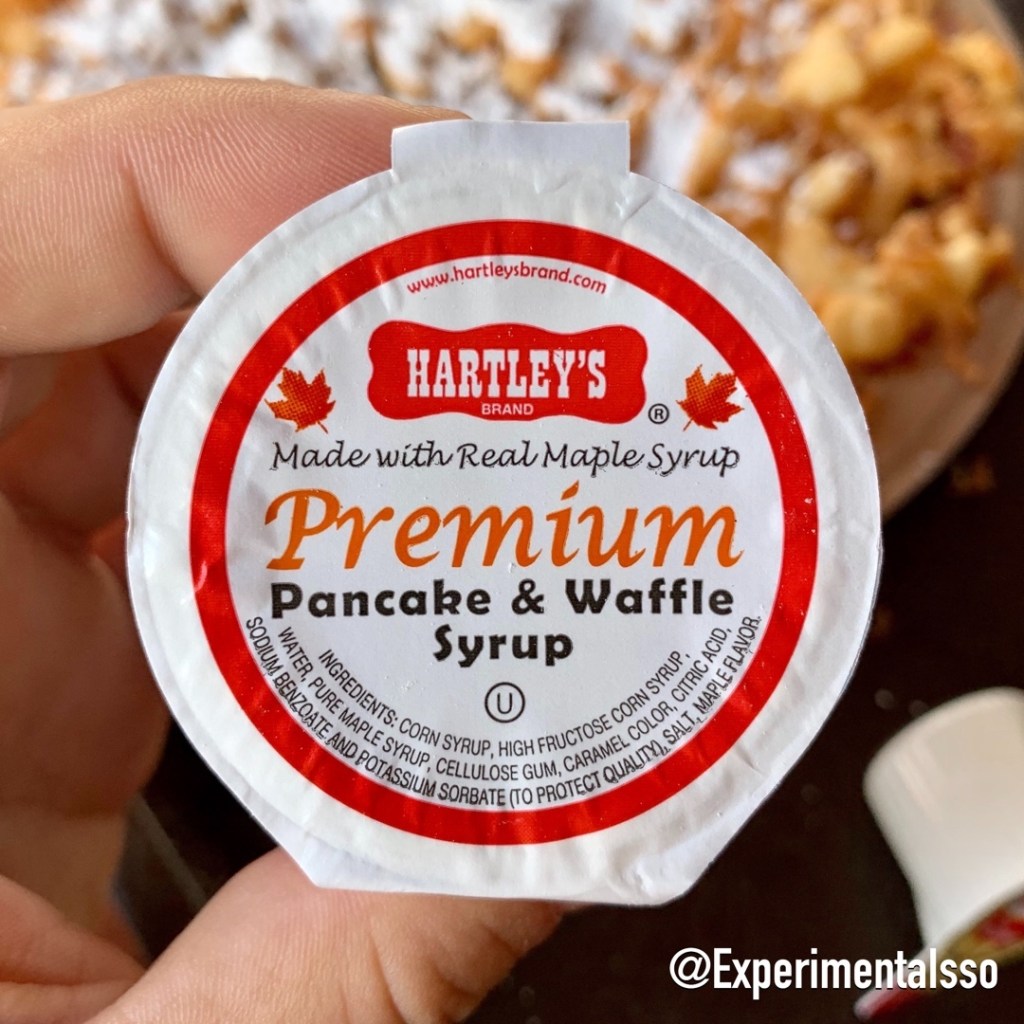 www.hartleysbrand.com
HARTLEY'S
BRAND
®
Made with Real Maple Syrup
Premium
Pancake & Waffle
Syrup
U
INGREDIENTS: CORN SYRUP, HIGH FRUCTOSE CORN SYRUP,
WATER, PURE MAPLE SYRUP, CELLULOSE GUM, CARAMEL COLOR, CITRIC ACID,
SODIUM BENZOATE AND POTASSIUM SORBATE (TO PROTECT QUALITY), SALT, MAPLE FLAVOR.
@Experimentalsso